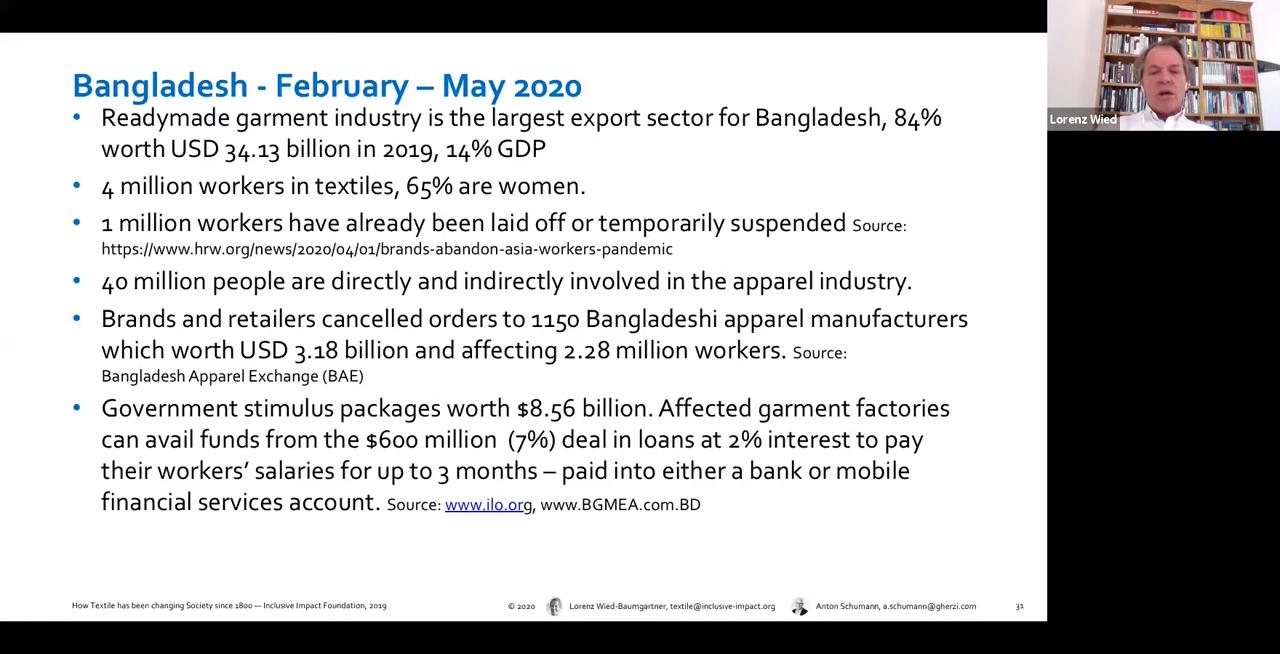 Bangladesh - February – May 2020
• Readymade garment industry is the largest export sector for Bangladesh, 84%
worth USD 34.13 billion in 2019, 14% GDP
• 4 million workers in textiles, 65% are women.
• 1 million workers have already been laid off or temporarily suspended Source:
https://www.hrw.org/news/2020/04/01/brands-abandon-asia-workers-pandemic
• 40 million people are directly and indirectly involved in the apparel industry.
• Brands and retailers cancelled orders to 1150 Bangladeshi apparel manufacturers
which worth USD 3.18 billion and affecting 2.28 million workers. Source:
Bangladesh Apparel Exchange (BAE)
• Government stimulus packages worth $8.56 billion. Affected garment factories
can avail funds from the $600 million (7%) deal in loans at 2% interest to pay
their workers’ salaries for up to 3 months – paid into either a bank or mobile
financial services account. Source: www.ilo.org, www.BGMEA.com.BD
How Textile has been changing Society since 1800 — Inclusive Impact Foundation, 2019
© 2020 Lorenz Wied-Baumgartner, textile@inclusive-impact.org Anton Schumann, a.schumann@gherzi.com 31
Lorenz Wied